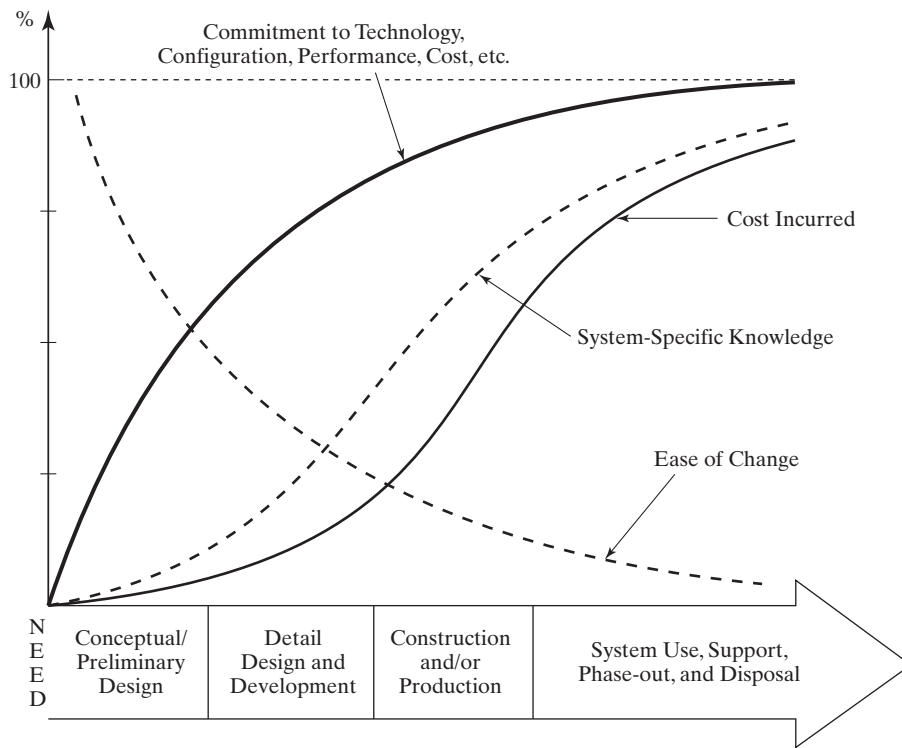 %
Commitment to Technology,
Configuration, Performance, Cost, etc.
100
Cost Incurred
System-Specific Knowledge
Ease of Change
NEED
Conceptual/
Preliminary
Design
Detail
Design and
Development
Construction
and/or
Production
System Use, Support,
Phase-out, and Disposal